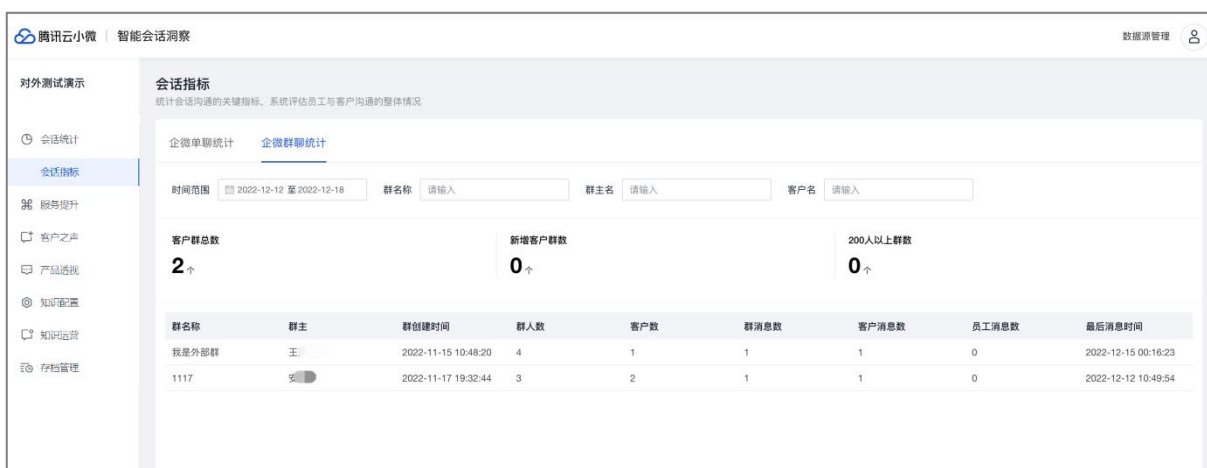 腾讯云小微 智能会话洞察 数据源管理
对外测试演示
会话统计
会话指标
服务提升
客户之声
产品透视
知识配置
知识运营
存档管理
会话指标
统计会话沟通的关键指标、系统评估员工与客户沟通的整体情况
企微单聊统计 企微群聊统计
时间范围 2022-12-12 至 2022-12-18 群名称 请输入 群主名 请输入 客户名 请输入
客户群总数 新增客户群数 200人以上群数
2个 0个 0个
群名称 群主 群创建时间 群人数 客户数 群消息数 客户消息数 员工消息数 最后消息时间
我是外部群 王 2022-11-15 10:48:20 4 1 1 1 0 2022-12-15 00:16:23
1117 安 2022-11-17 19:32:44 3 2 1 1 0 2022-12-12 10:49:54